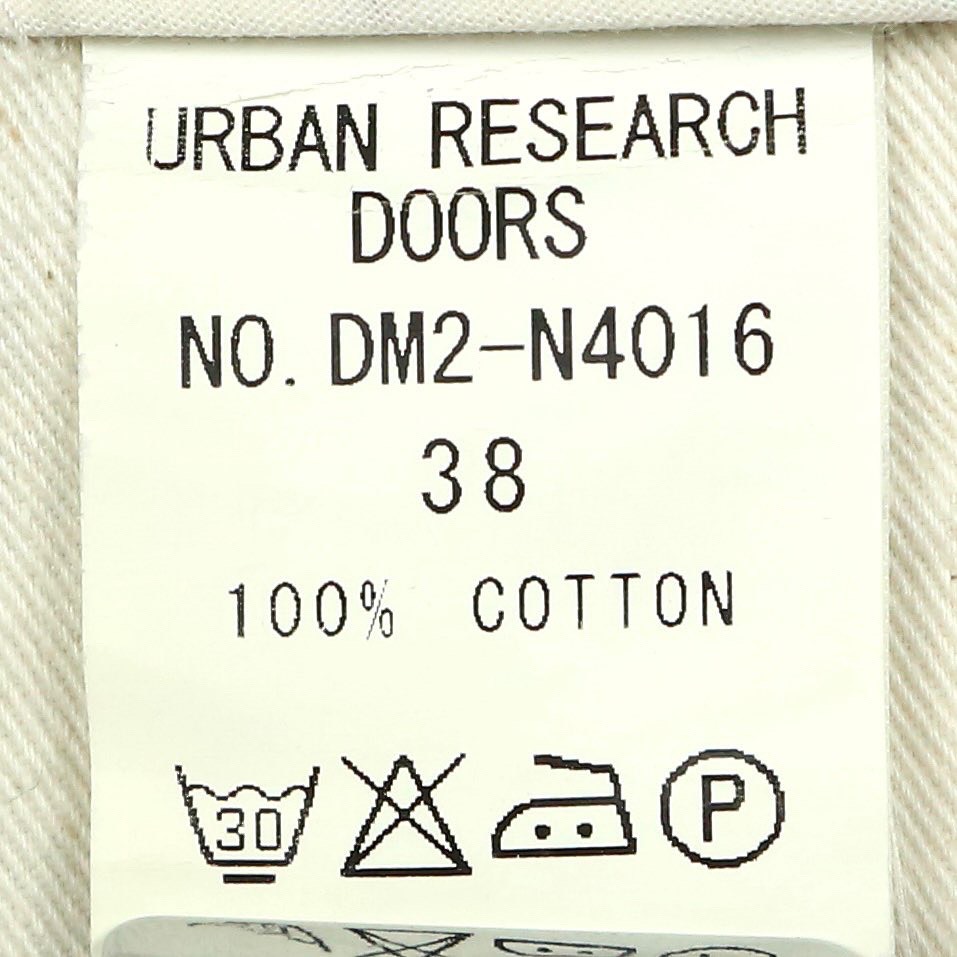 URBAN RESEARCH
DOORS
NO. DM2-N4016
38
100% COTTON
30 P